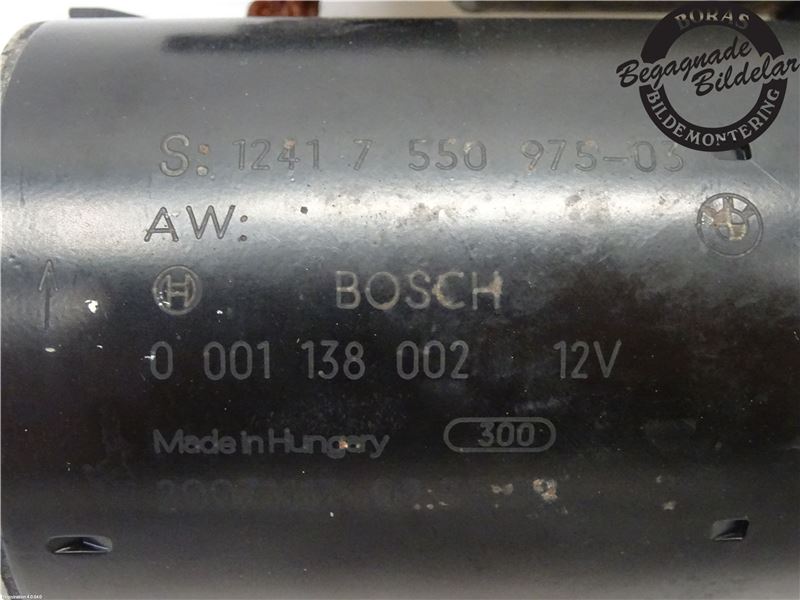 BORÅS
Begagnade
Bildelar
BILDEMONTERING
S: 1241 7 550 975-03
AW:
H BOSCH
0 001 138 002 12V
Made in Hungary 300